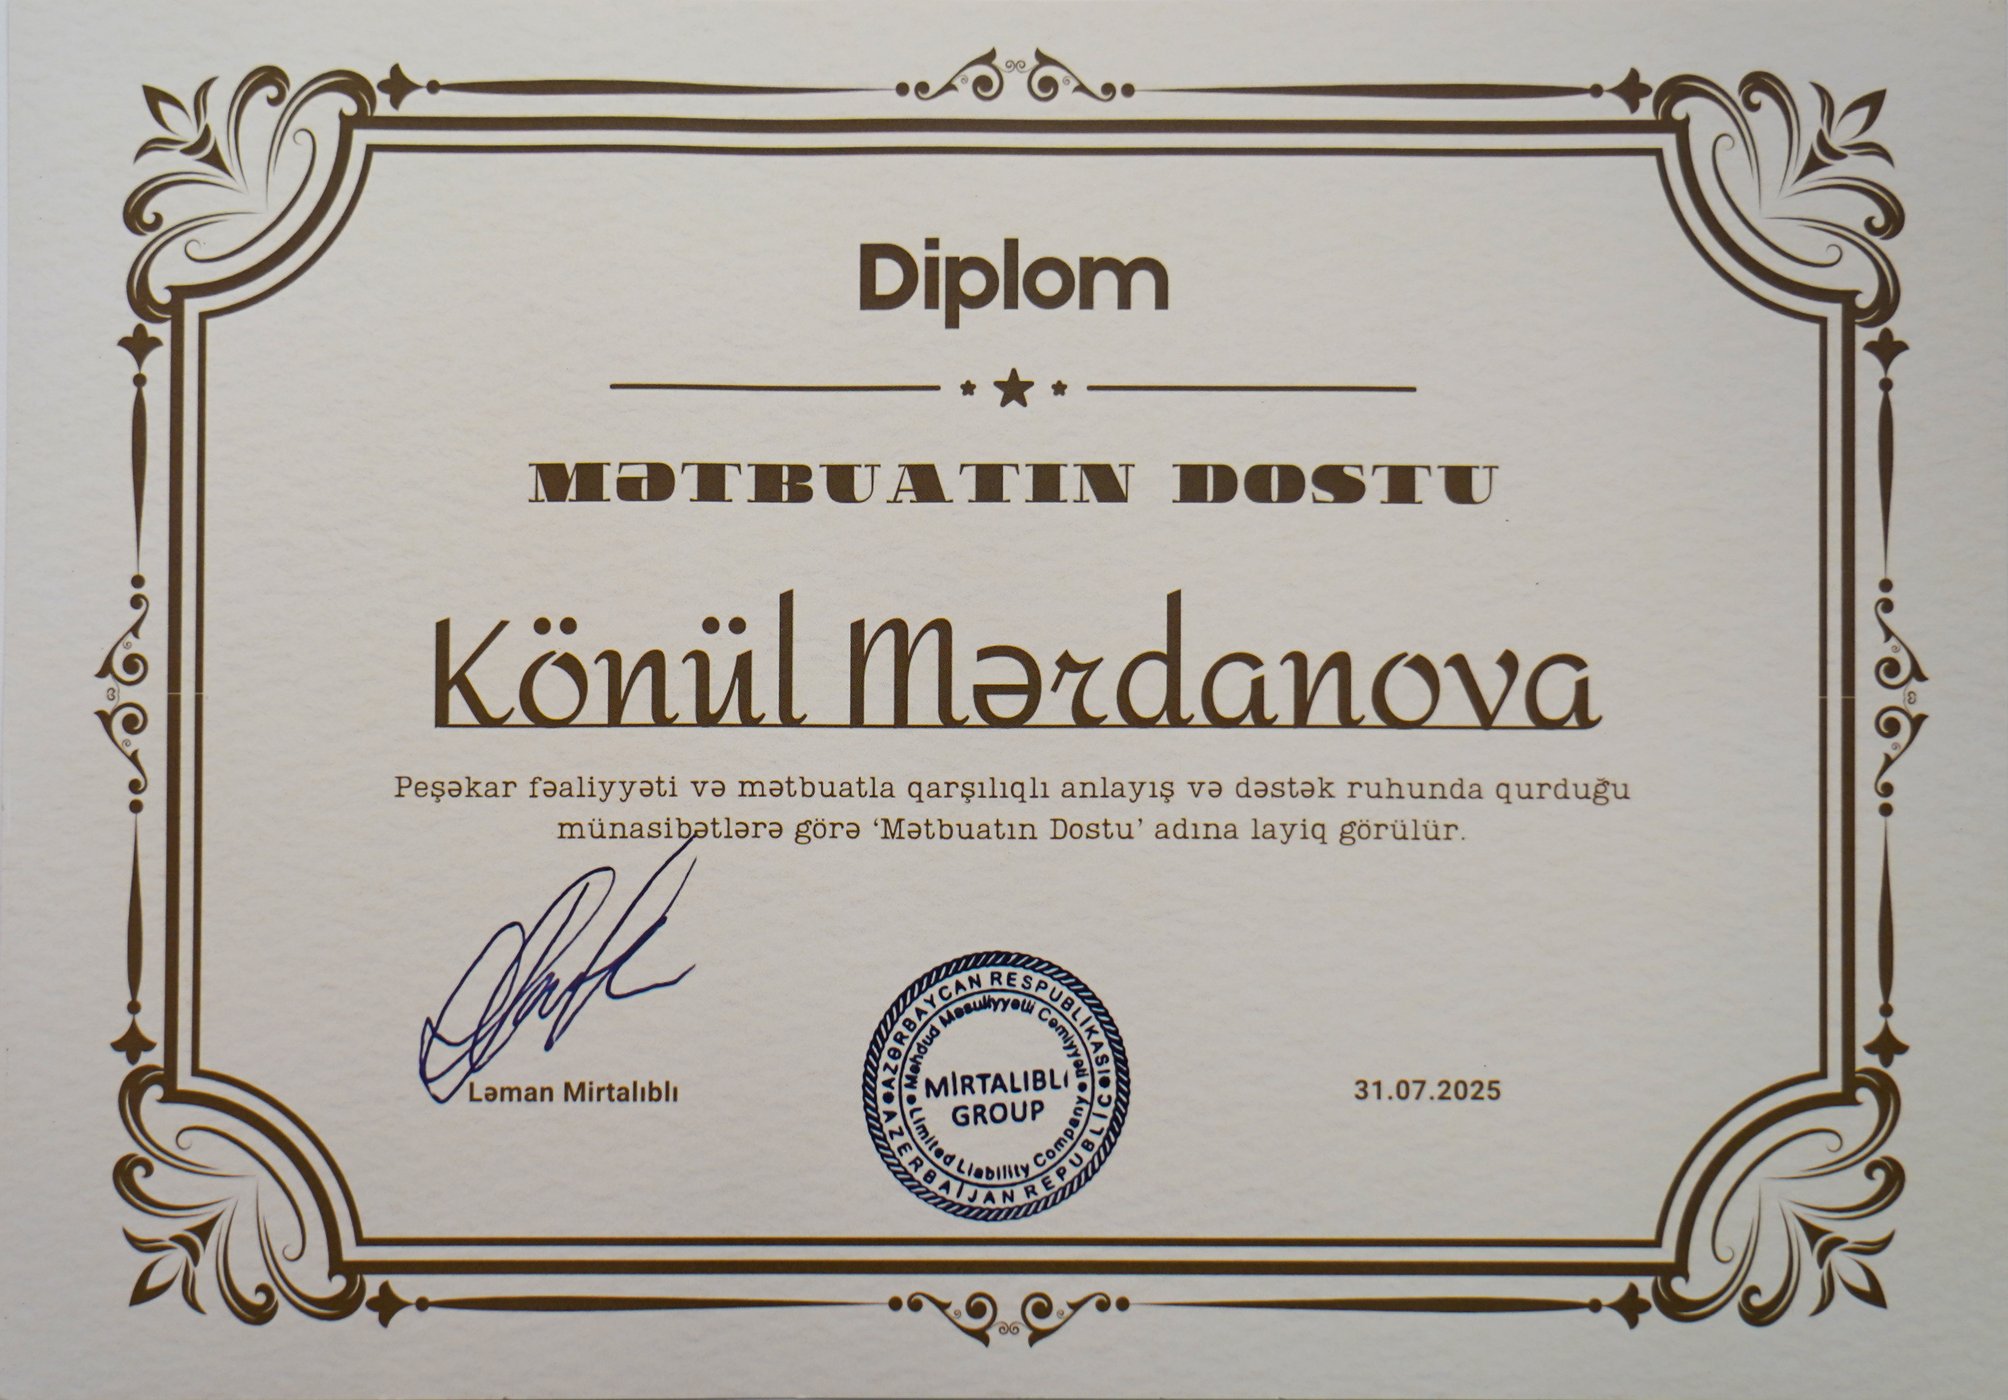 Diplom
MƏTBUATIN DOSTU
Könül Mərdanova
Peşəkar fəaliyyəti və mətbuatla qarşılıqlı anlayış və dəstək ruhunda qurduğu
münasibətlərə görə ‘Mətbuatın Dostu’ adına layiq görülür.
Ləman Mirtalıblı
AZƏRBAYCAN RESPUBLİKASI
Məhdud Məsuliyyətli Cəmiyyəti
MİRTALIBLI
GROUP
Limited Liability Company
AZERBAIJAN REPUBLIC
31.07.2025